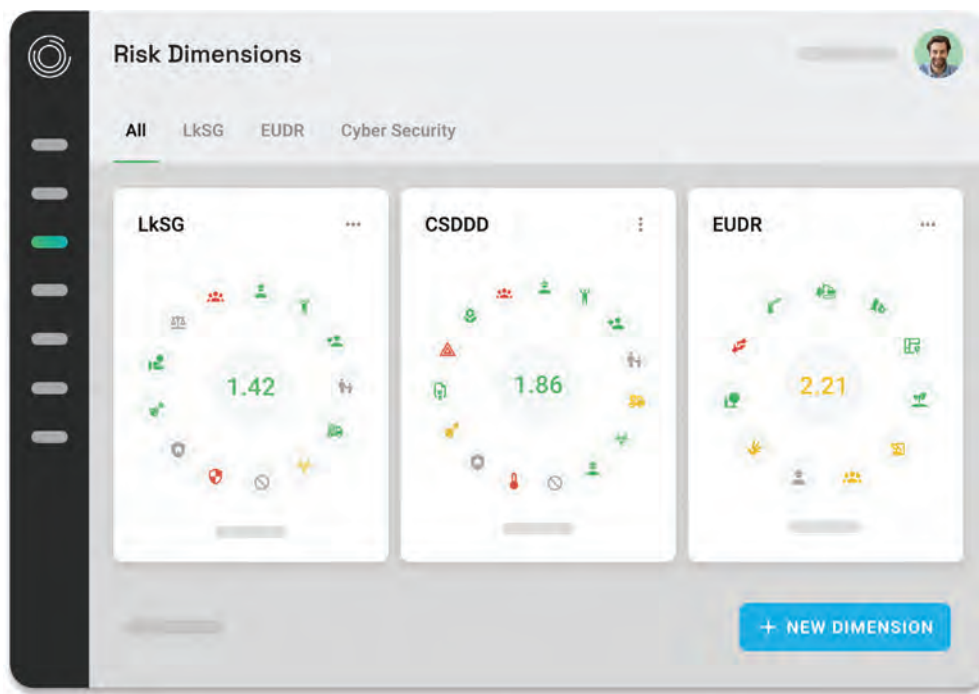 Risk Dimensions
All LkSG EUDR Cyber Security
LkSG CSDDD EUDR
1.42 1.86 2.21
+ NEW DIMENSION